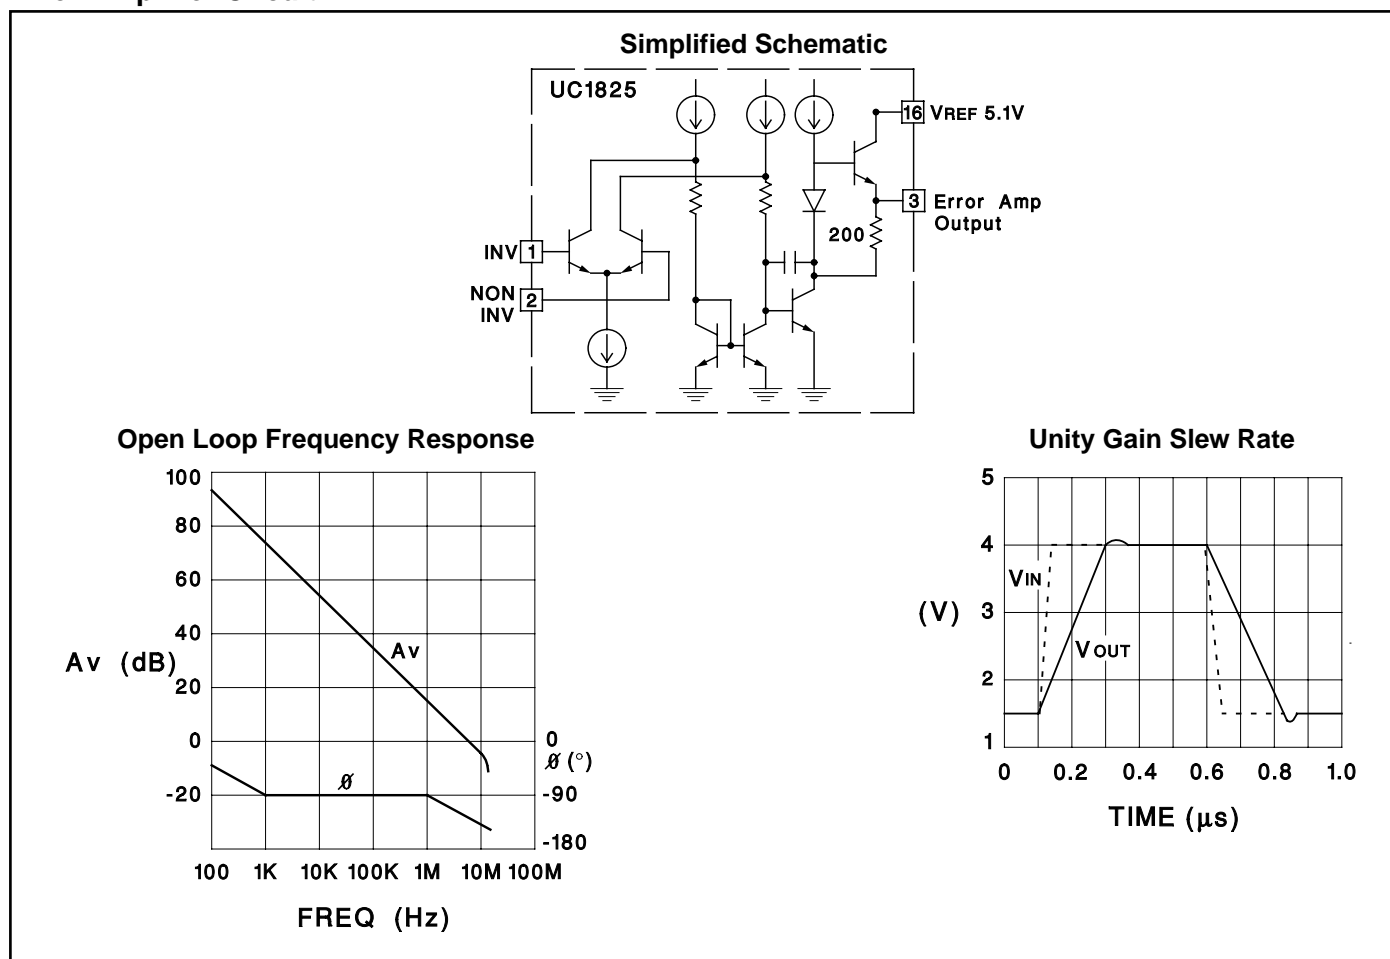 Simplified Schematic
UC1825
16 VREF 5.1V
3 Error Amp
Output
200
INV 1
NON
INV 2
Open Loop Frequency Response
100
80
60
40
Av (dB)
20
0
-20
Av
ø
0
ø (°)
-90
-180
100 1K 10K 100K 1M 10M 100M
FREQ (Hz)
Unity Gain Slew Rate
5
4
3
(V)
2
1
VIN
VOUT
0 0.2 0.4 0.6 0.8 1.0
TIME (µs)